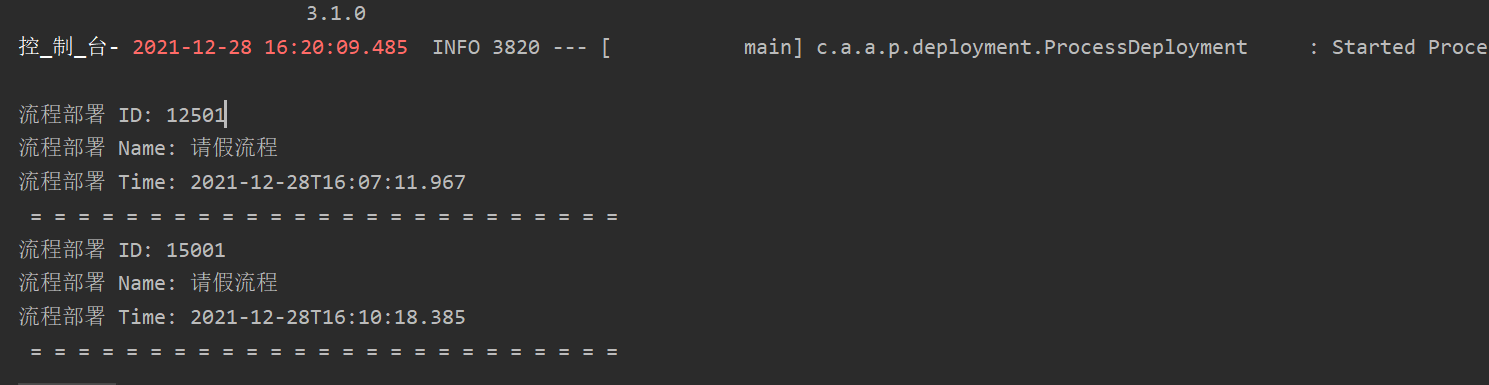 3.1.0
控_制_台- 2021-12-28 16:20:09.485  INFO 3820 --- [           main] c.a.a.p.deployment.ProcessDeployment     : Started Proce
流程部署 ID: 12501
流程部署 Name: 请假流程
流程部署 Time: 2021-12-28T16:07:11.967
= = = = = = = = = = = = = = = = = = = = = = = = =
流程部署 ID: 15001
流程部署 Name: 请假流程
流程部署 Time: 2021-12-28T16:10:18.385
= = = = = = = = = = = = = = = = = = = = = = = = =